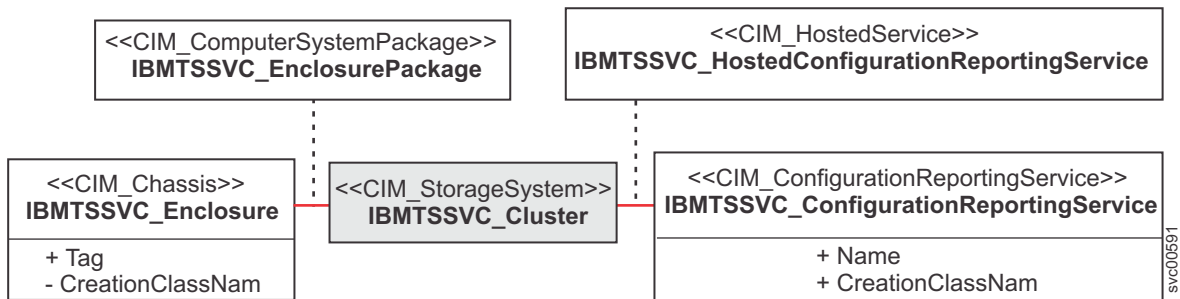 <<CIM_ComputerSystemPackage>>
IBMTSSVC_EnclosurePackage
<<CIM_HostedService>>
IBMTSSVC_HostedConfigurationReportingService
<<CIM_Chassis>>
IBMTSSVC_Enclosure
+ Tag
- CreationClassNam
<<CIM_StorageSystem>>
IBMTSSVC_Cluster
<<CIM_ConfigurationReportingService>>
IBMTSSVC_ConfigurationReportingService
+ Name
+ CreationClassNam
svc00591